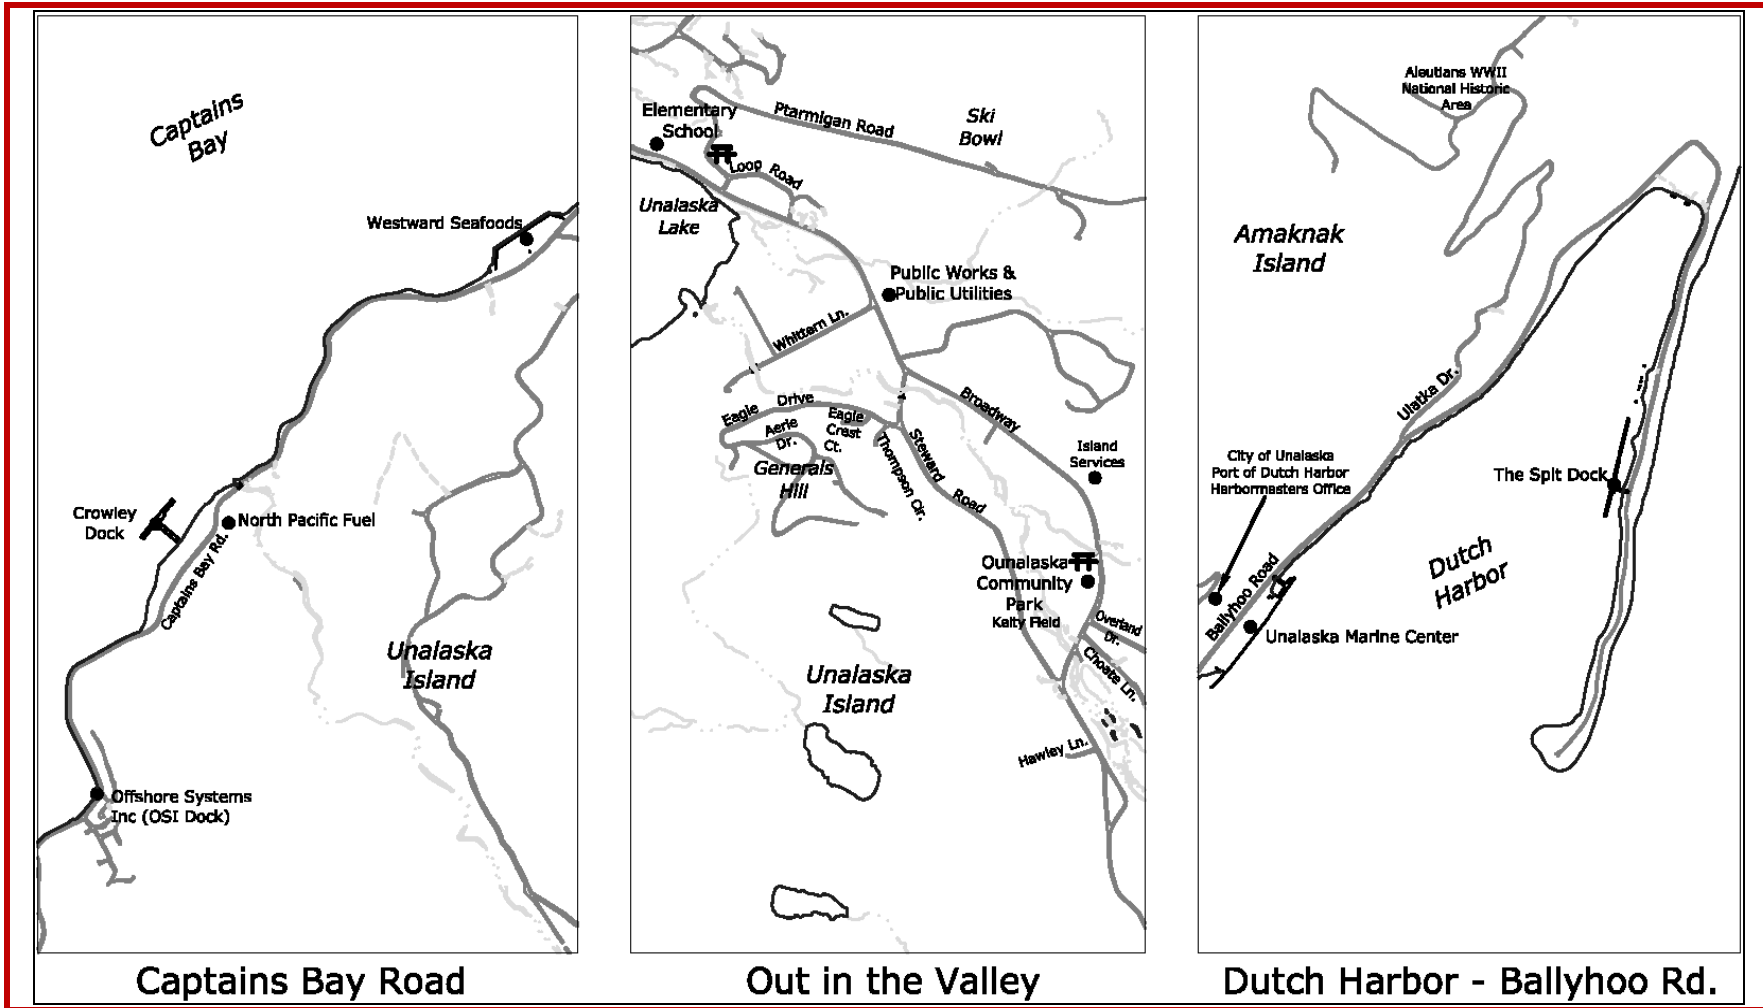 Captains
Bay
Westward Seafoods
Crowley
Dock
North Pacific Fuel
Captains Bay Rd.
Unalaska
Island
Offshore Systems
Inc (OSI Dock)
Captains Bay Road
Elementary
School
Ptarmigan Road
Ski
Bowl
Loop Road
Unalaska
Lake
Public Works &
Public Utilities
Whittern Ln.
Eagle Drive
Aerie
Dr.
Eagle
Crest
Ct.
Generals
Hill
Thompson Cir.
Steward Road
Broadway
Island
Services
Ounalaska
Community
Park
Kelty Field
Overland
Dr.
Choate Ln.
Unalaska
Island
Hawley Ln.
Out in the Valley
Aleutians WWII
National Historic
Area
Amaknak
Island
Ulatka Dr.
City of Unalaska
Port of Dutch Harbor
Harbormasters Office
The Spit Dock
Dutch
Harbor
Ballyhoo Road
Unalaska Marine Center
Dutch Harbor - Ballyhoo Rd.